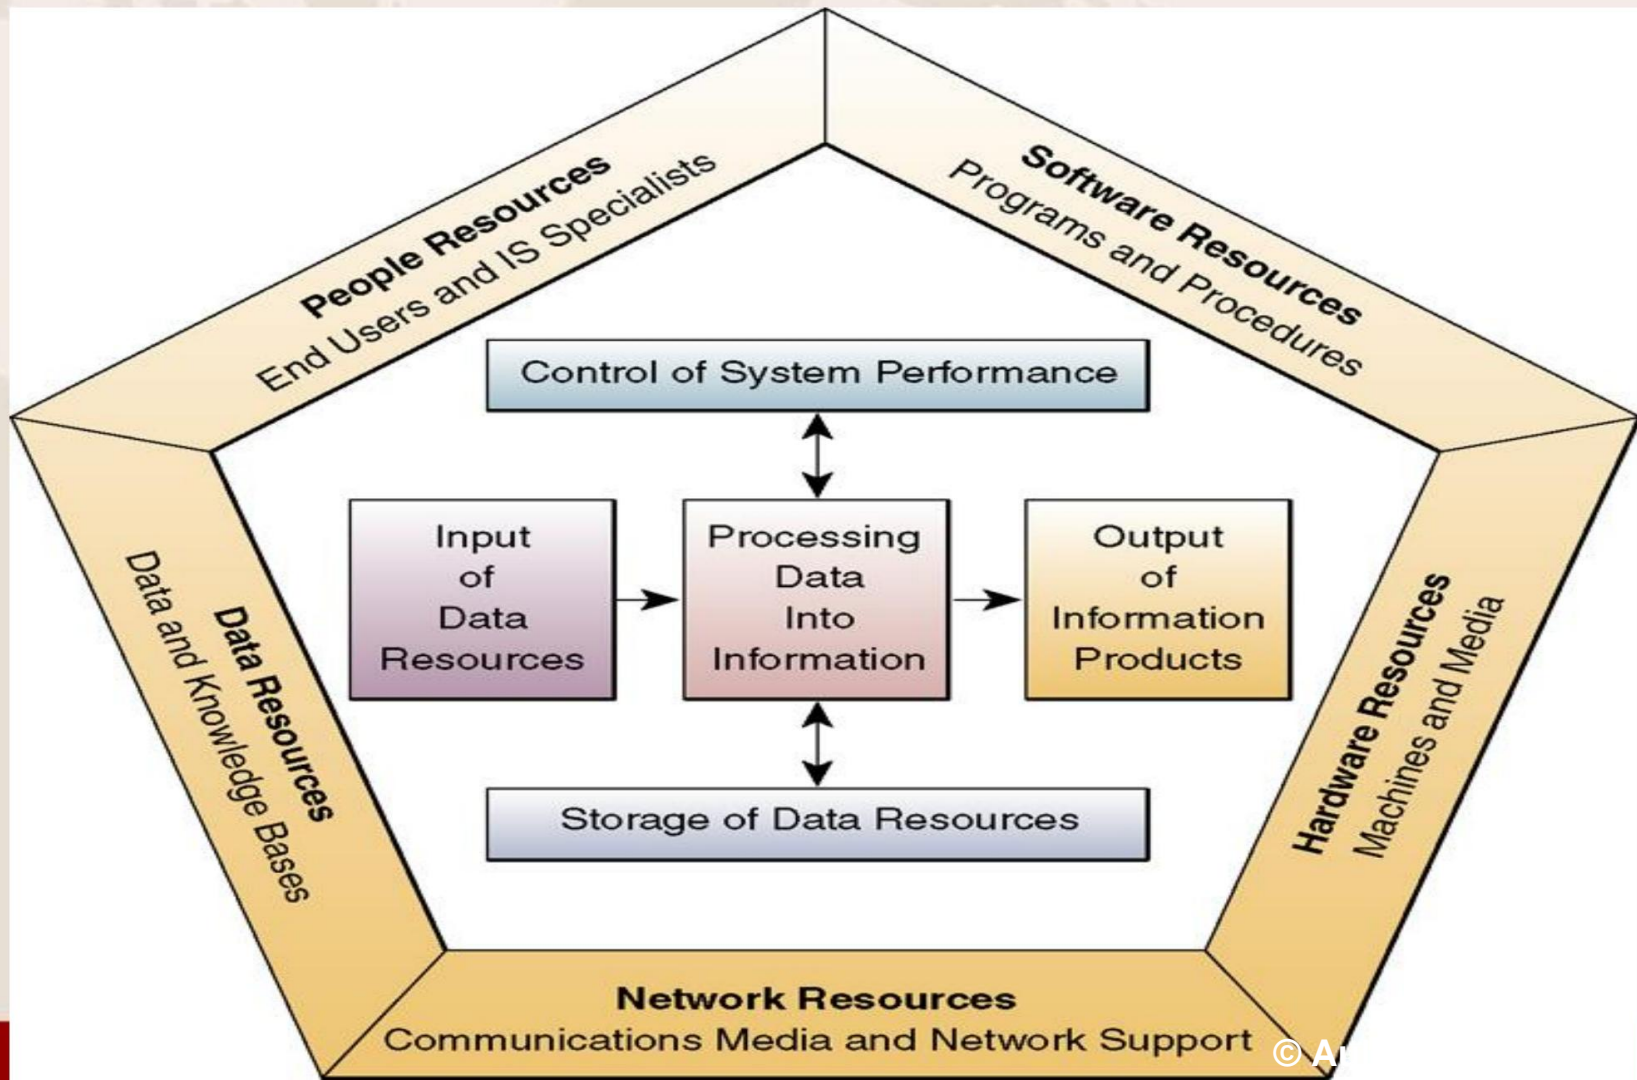 People Resources
End Users and IS Specialists
Software Resources
Programs and Procedures
Control of System Performance
Input
of
Data
Resources
Processing
Data
Into
Information
Output
of
Information
Products
Data Resources
Data and Knowledge Bases
Hardware Resources
Machines and Media
Storage of Data Resources
Network Resources
Communications Media and Network Support
©